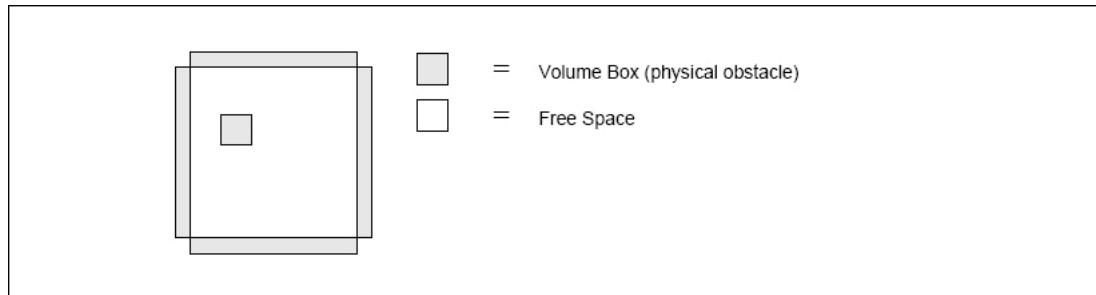 = Volume Box (physical obstacle)
= Free Space